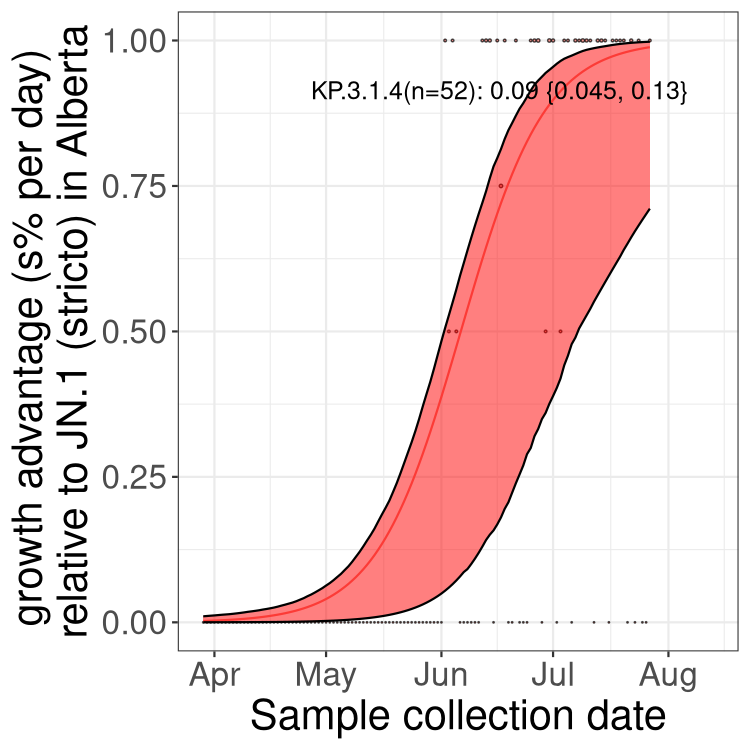 growth advantage (s% per day)
relative to JN.1 (stricto) in Alberta
1.00
0.75
0.50
0.25
0.00
KP.3.1.4(n=52): 0.09 {0.045, 0.13}
Apr May Jun Jul Aug
Sample collection date